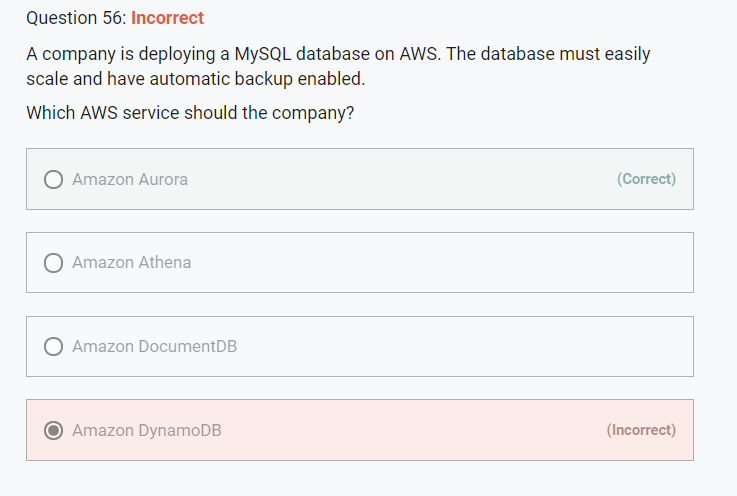 Question 56: Incorrect
A company is deploying a MySQL database on AWS. The database must easily
scale and have automatic backup enabled.
Which AWS service should the company?
Amazon Aurora (Correct)
Amazon Athena
Amazon DocumentDB
Amazon DynamoDB (Incorrect)